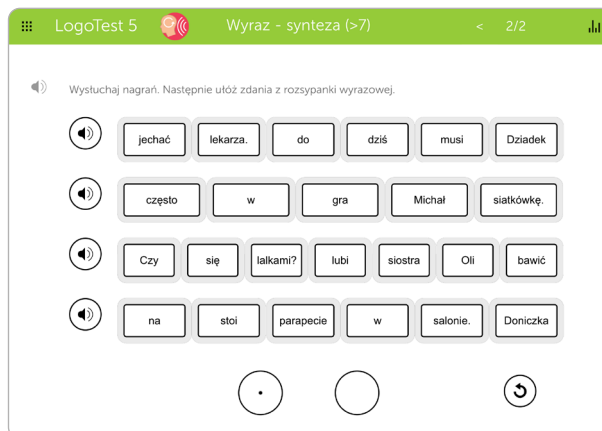 LogoTest 5 Wyraz - synteza (>7) < 2/2
Wysłuchaj nagrań. Następnie ułóż zdania z rozsypanki wyrazowej.
jechać lekarza. do dziś musi Dziadek
często w gra Michał siatkówkę.
Czy się lalkami? lubi siostra Oli bawić
na stoi parapecie w salonie. Doniczka